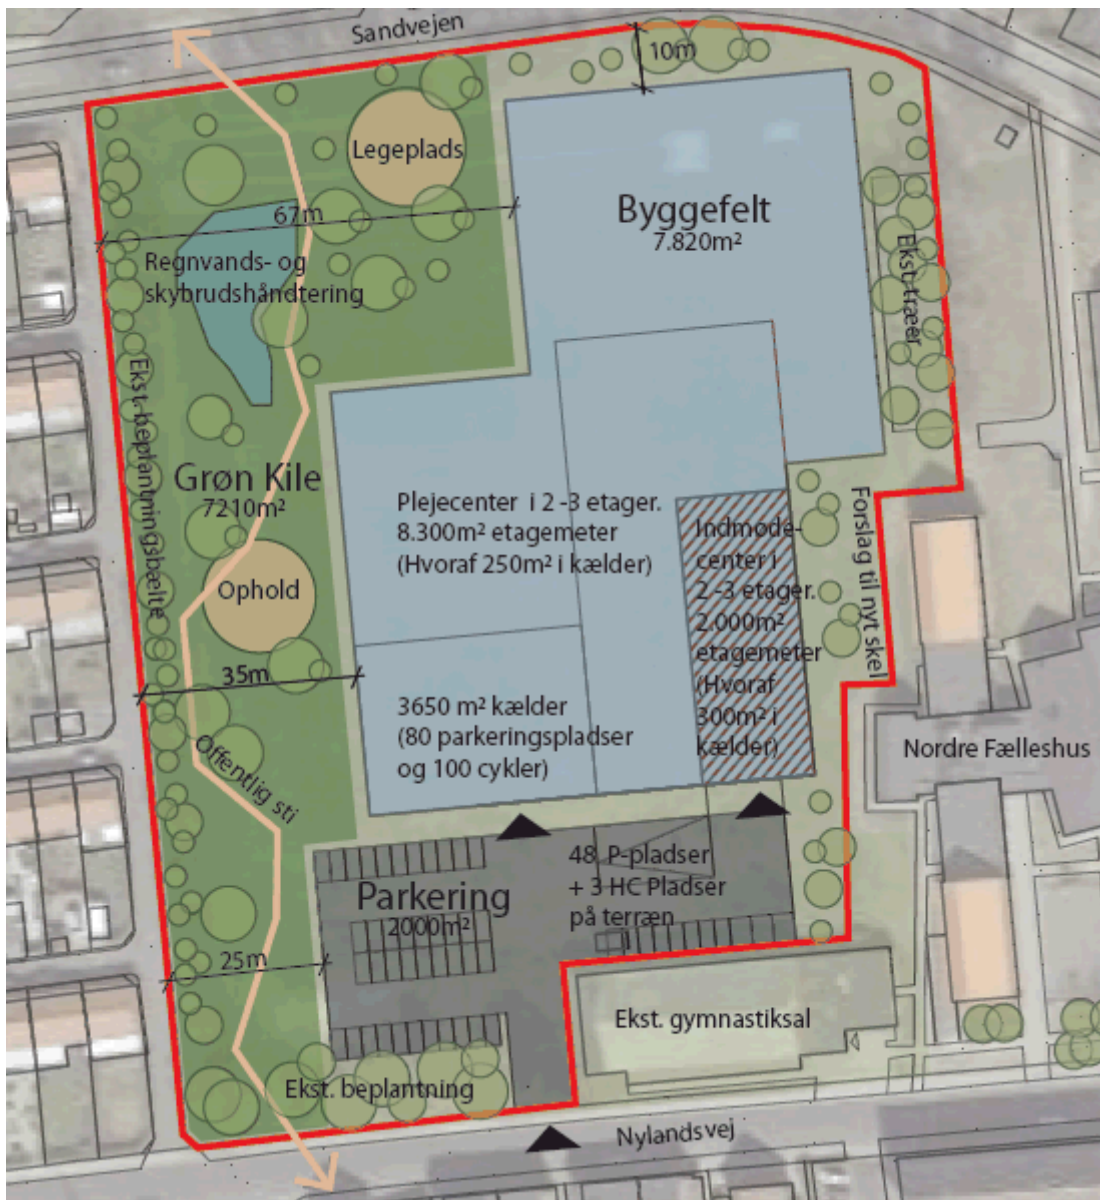 Sandvejen
10m
Legeplads
Byggefelt
7.820m²
67m
Regnvands- og
skybrudshåndtering
Ekst. træer
Ekst. beplantningsbælte
Grøn Kile
7210m²
Plejecenter i 2 -3 etager.
8.300m² etagemeter
(Hvoraf 250m² i kælder)
Indmøde-
center i
2 -3 etager.
2.000m²
etagemeter
(Hvoraf
300m² i
kælder)
Forslag til nyt skel
Ophold
35m
3650 m² kælder
(80 parkeringspladser
og 100 cykler)
Nordre Fælleshus
Offentlig sti
48 P-pladser
+ 3 HC Pladser
på terræn
Parkering
2000m²
25m
Ekst. gymnastiksal
Ekst. beplantning
Nylandsvej